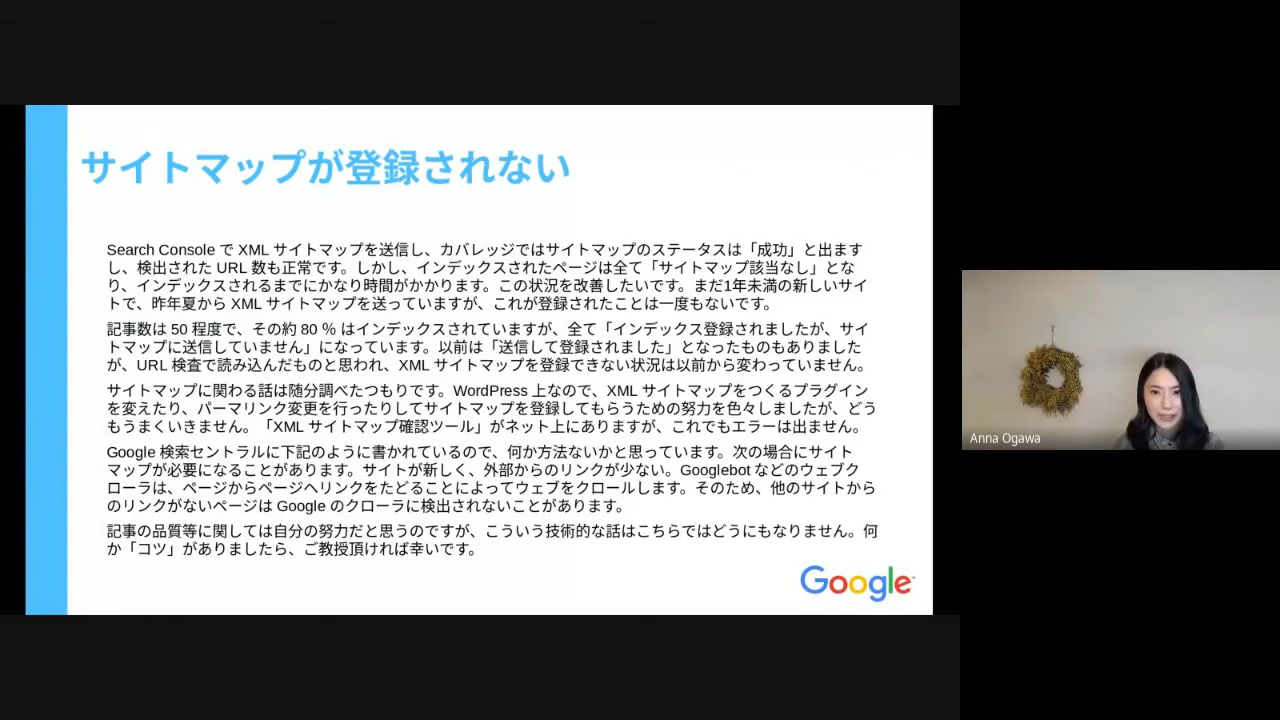 サイトマップが登録されない
Search Console で XML サイトマップを送信し、カバレッジではサイトマップのステータスは「成功」と出ます
し、検出された URL 数も正常です。しかし、インデックスされたページは全て「サイトマップ該当なし」とな
り、インデックスされるまでにかなり時間がかかります。この状況を改善したいです。まだ1年未満の新しいサイ
トで、昨年夏から XML サイトマップを送っていますが、これが登録されたことは一度もないです。
記事数は 50 程度で、その約 80 % はインデックスされていますが、全て「インデックス登録されましたが、サイ
トマップに送信していません」になっています。以前は「送信して登録されました」となったものもありました
が、URL 検査で読み込んだものと思われ、XML サイトマップを登録できない状況は以前から変わっていません。
サイトマップに関わる話は随分調べたつもりです。WordPress 上なので、XML サイトマップをつくるプラグイン
を変えたり、パーマリンク変更を行ったりしてサイトマップを登録してもらうための努力を色々しましたが、どう
もうまくいきません。「XML サイトマップ確認ツール」がネット上にありますが、これでもエラーは出ません。
Google 検索セントラルに下記のように書かれているので、何か方法ないかと思っています。次の場合にサイト
マップが必要になることがあります。サイトが新しく、外部からのリンクが少ない。Googlebot などのウェブク
ローラは、ページからページへリンクをたどることによってウェブをクロールします。そのため、他のサイトから
のリンクがないページは Google のクローラに検出されないことがあります。
記事の品質等に関しては自分の努力だと思うのですが、こういう技術的な話はこちらではどうにもなりません。何
か「コツ」がありましたら、ご教授頂ければ幸いです。
Google
Anna Ogawa